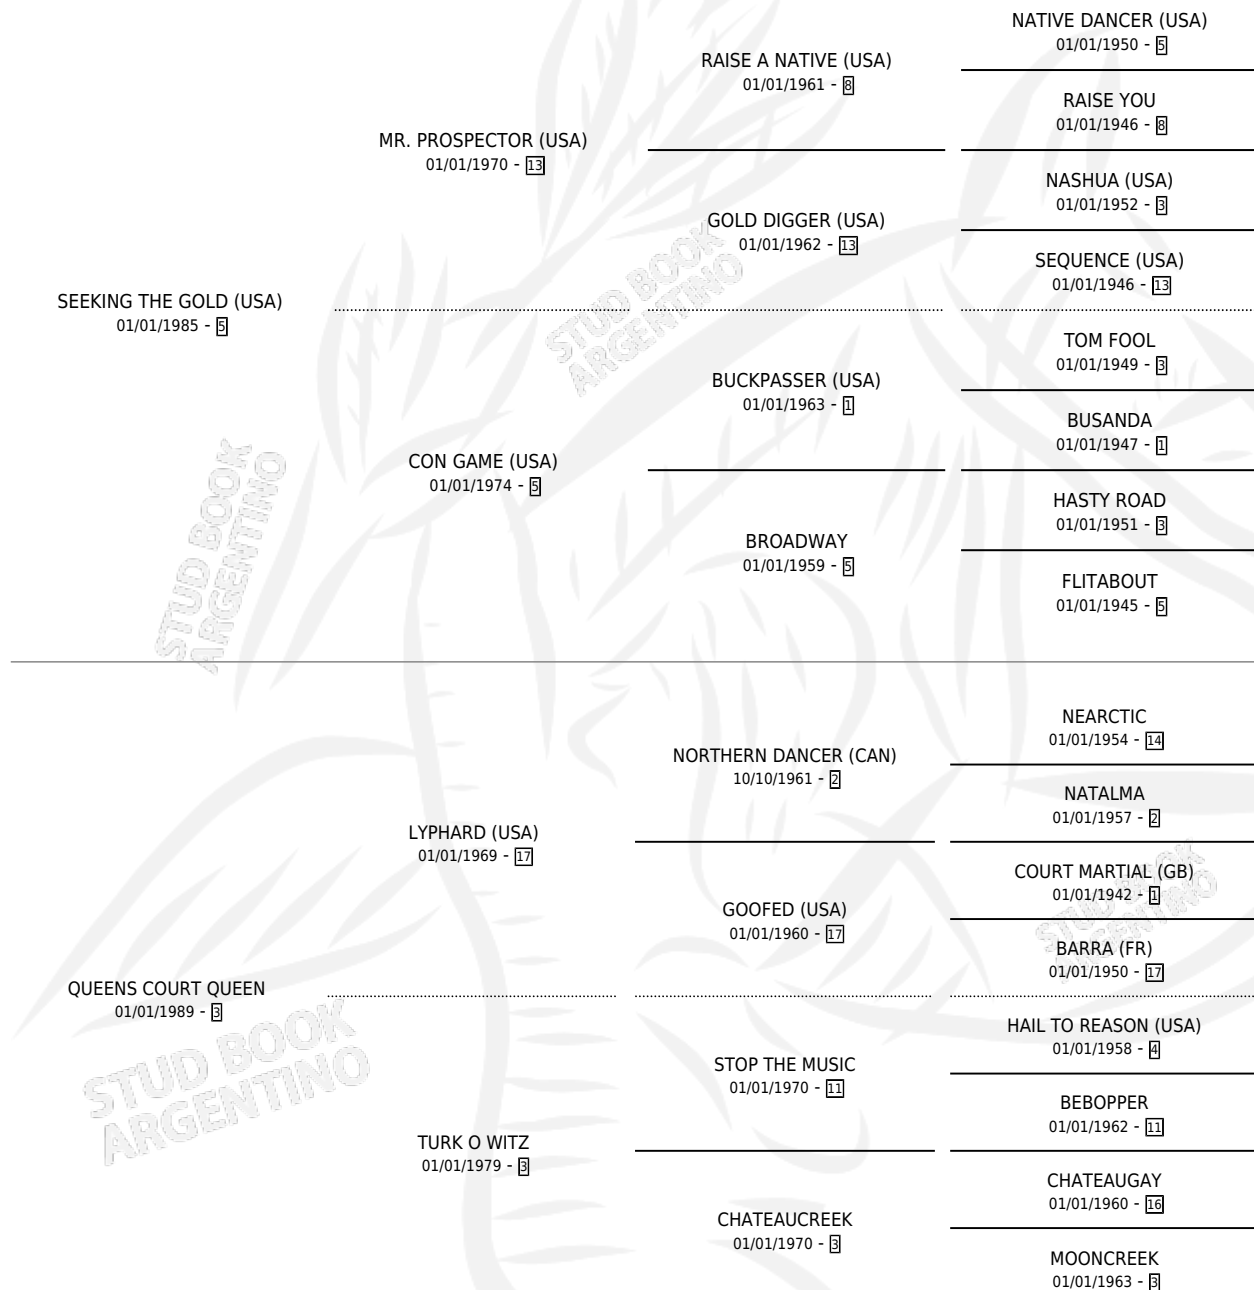 NATIVE DANCER (USA)
01/01/1950 - 5
RAISE A NATIVE (USA)
01/01/1961 - 8
RAISE YOU
01/01/1946 - 8
MR. PROSPECTOR (USA)
01/01/1970 - 13
NASHUA (USA)
01/01/1952 - 3
GOLD DIGGER (USA)
01/01/1962 - 13
SEQUENCE (USA)
01/01/1946 - 13
SEEKING THE GOLD (USA)
01/01/1985 - 5
STUD BOOK
ARGENTINO
TOM FOOL
01/01/1949 - 3
BUCKPASSER (USA)
01/01/1963 - 1
BUSANDA
01/01/1947 - 1
CON GAME (USA)
01/01/1974 - 5
HASTY ROAD
01/01/1951 - 3
BROADWAY
01/01/1959 - 5
FLITABOUT
01/01/1945 - 5
STUD BOOK
ARGENTINO
NEARCTIC
01/01/1954 - 14
NORTHERN DANCER (CAN)
10/10/1961 - 2
NATALMA
01/01/1957 - 2
LYPHARD (USA)
01/01/1969 - 17
COURT MARTIAL (GB)
01/01/1942 - 1
GOOFED (USA)
01/01/1960 - 17
STUD BOOK
ARGENTINO
BARRA (FR)
01/01/1950 - 17
QUEENS COURT QUEEN
01/01/1989 - 3
HAIL TO REASON (USA)
01/01/1958 - 4
STOP THE MUSIC
01/01/1970 - 11
BEBOPPER
01/01/1962 - 11
STUD BOOK
ARGENTINO
TURK O WITZ
01/01/1979 - 3
CHATEAUGAY
01/01/1960 - 16
CHATEAUCREEK
01/01/1970 - 3
MOONCREEK
01/01/1963 - 3